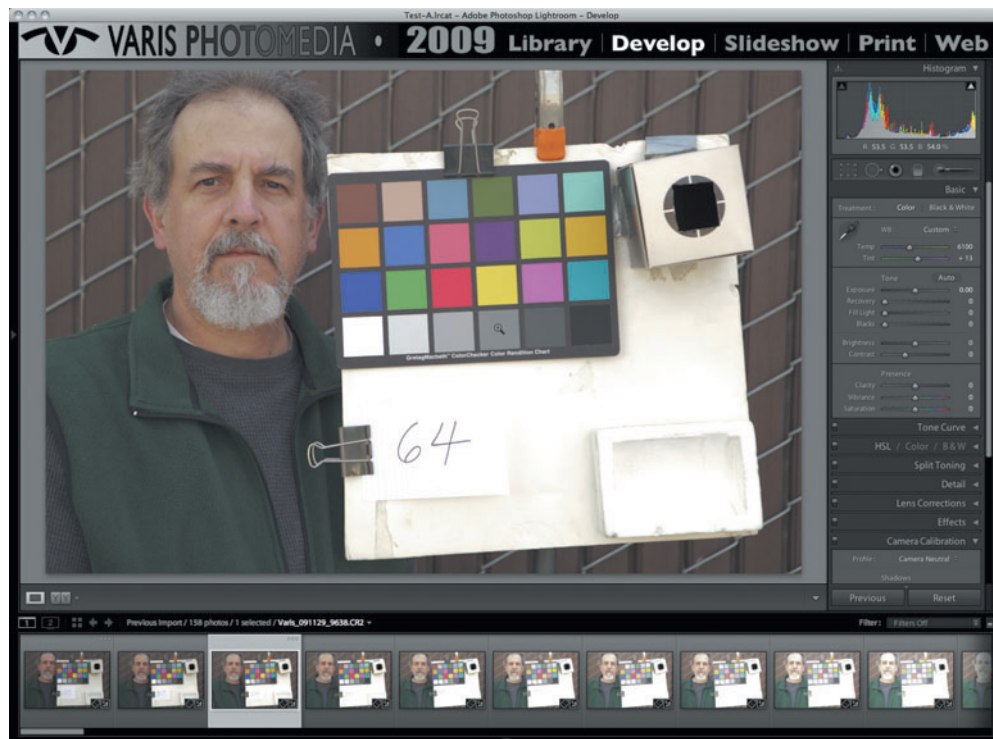 Test-A.lrcat – Adobe Photoshop Lightroom – Develop
VARIS PHOTOMEDIA • 2009 Library | Develop | Slideshow | Print | Web
Histogram
R 53.5 G 53.5 B 54.0 %
Basic
Treatment: Color Black & White
WB: Custom
Temp 6100
Tint + 13
Tone Auto
Exposure 0.00
Recovery 0
Fill Light 0
Blacks 0
Brightness 0
Contrast 0
Presence
Clarity 0
Vibrance 0
Saturation 0
Tone Curve
HSL / Color / B & W
Split Toning
Detail
Lens Corrections
Effects
Camera Calibration
Profile: Camera Neutral
Shadows
Previous Reset
GretagMacbeth™ ColorChecker Color Rendition Chart
64
1 2 Previous Import / 158 photos / 1 selected / Varis_091129_9638.CR2
Filter: Filters Off